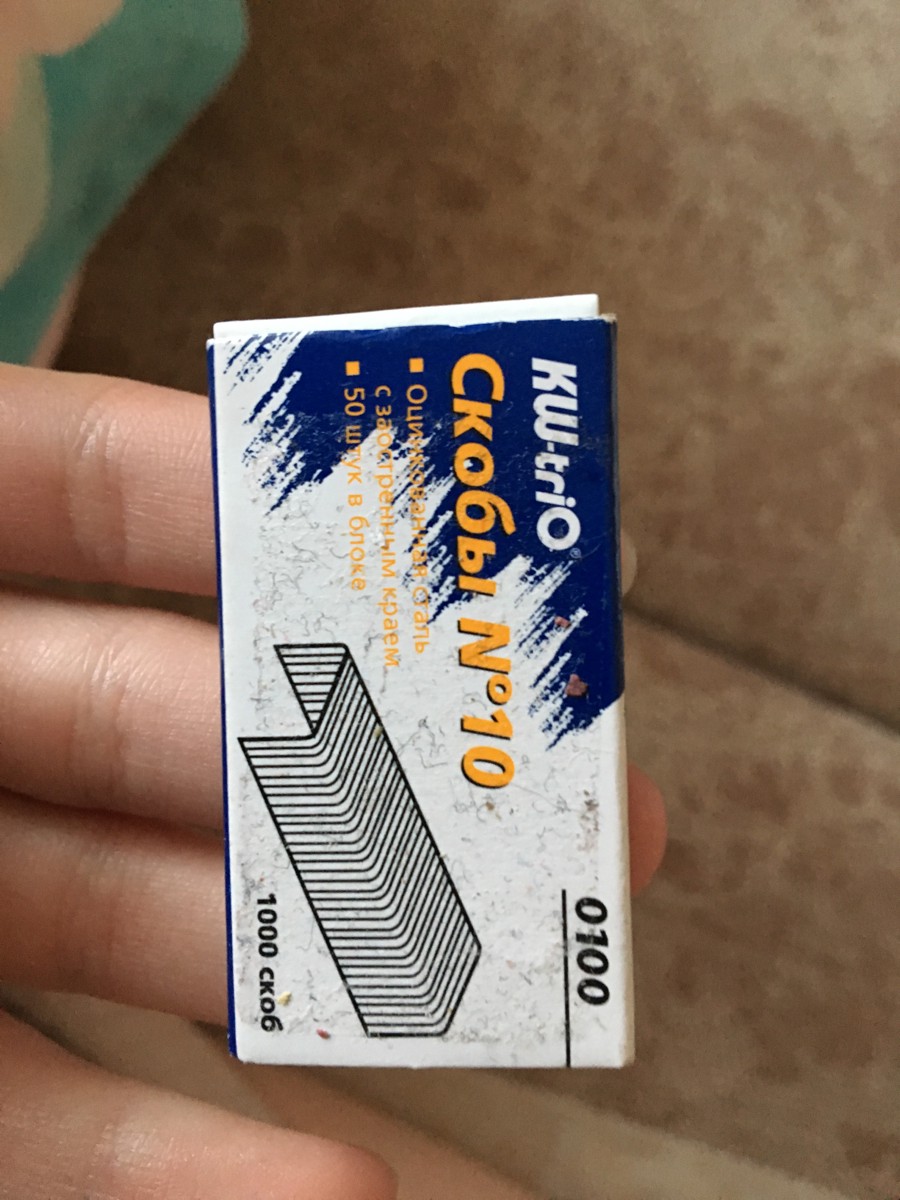 KW-triO®
Скобы №10
0100
▪ Оцинкованная сталь
с заостренным краем
▪ 50 штук в блоке
1000 скоб